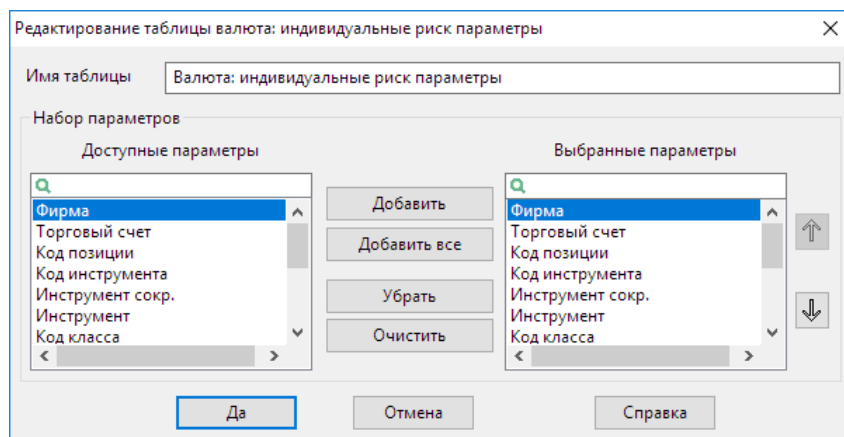 Редактирование таблицы валюта: индивидуальные риск параметры
Имя таблицы
Валюта: индивидуальные риск параметры
Набор параметров
Доступные параметры
Фирма
Торговый счет
Код позиции
Код инструмента
Инструмент сокр.
Инструмент
Код класса
Добавить
Добавить все
Убрать
Очистить
Выбранные параметры
Фирма
Торговый счет
Код позиции
Код инструмента
Инструмент сокр.
Инструмент
Код класса
Да
Отмена
Справка